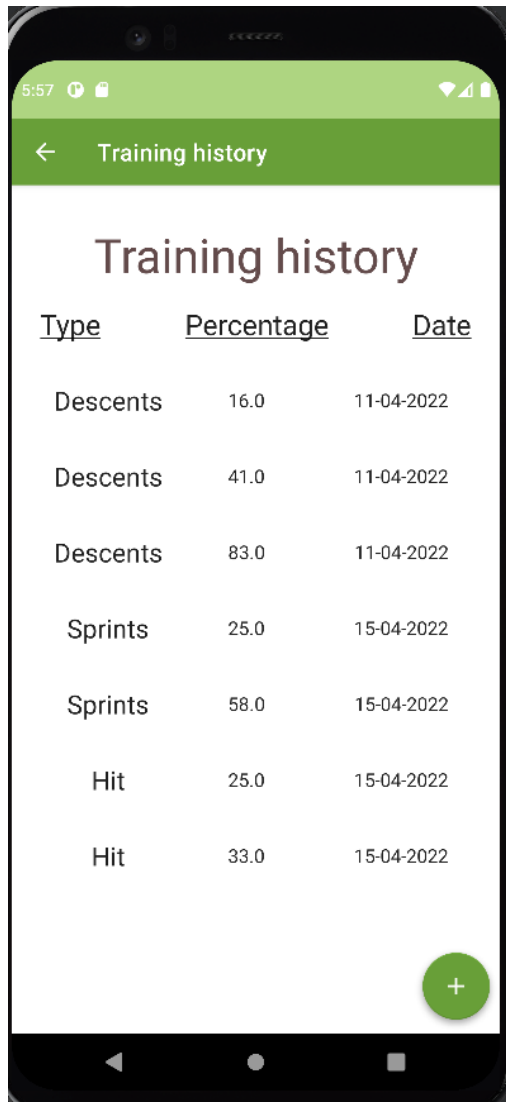 5:57
Training history
Training history
Type Percentage Date
Descents 16.0 11-04-2022
Descents 41.0 11-04-2022
Descents 83.0 11-04-2022
Sprints 25.0 15-04-2022
Sprints 58.0 15-04-2022
Hit 25.0 15-04-2022
Hit 33.0 15-04-2022
+